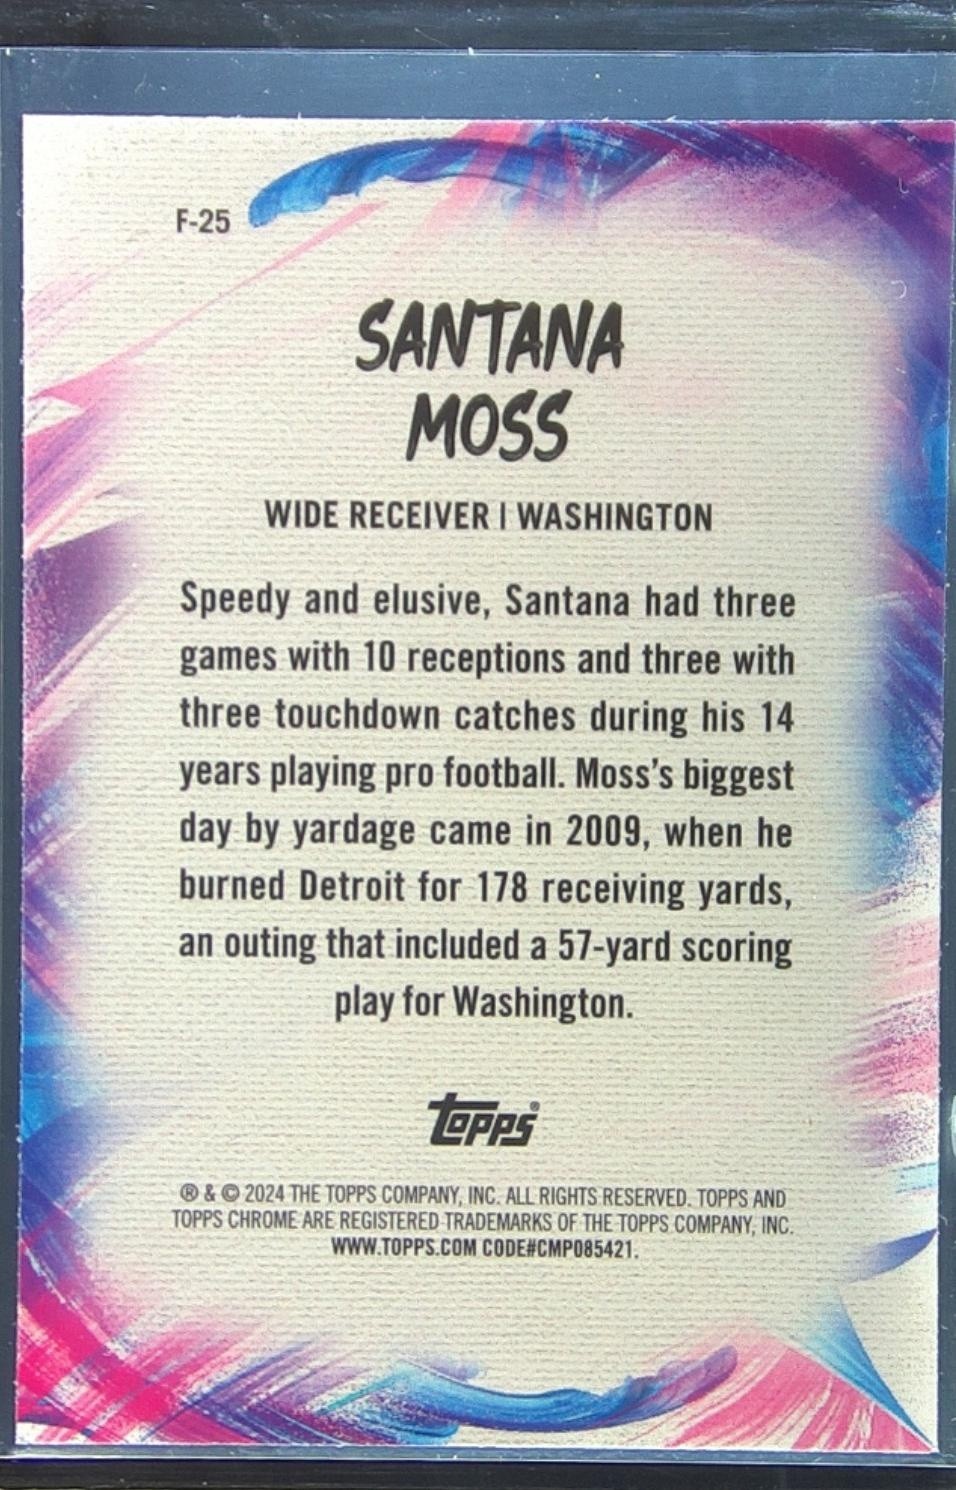 F-25
SANTANA
MOSS
WIDE RECEIVER | WASHINGTON
Speedy and elusive, Santana had three
games with 10 receptions and three with
three touchdown catches during his 14
years playing pro football. Moss's biggest
day by yardage came in 2009, when he
burned Detroit for 178 receiving yards,
an outing that included a 57-yard scoring
play for Washington.
topps®
® & © 2024 THE TOPPS COMPANY, INC. ALL RIGHTS RESERVED. TOPPS AND
TOPPS CHROME ARE REGISTERED TRADEMARKS OF THE TOPPS COMPANY, INC.
WWW.TOPPS.COM CODE#CMP085421.